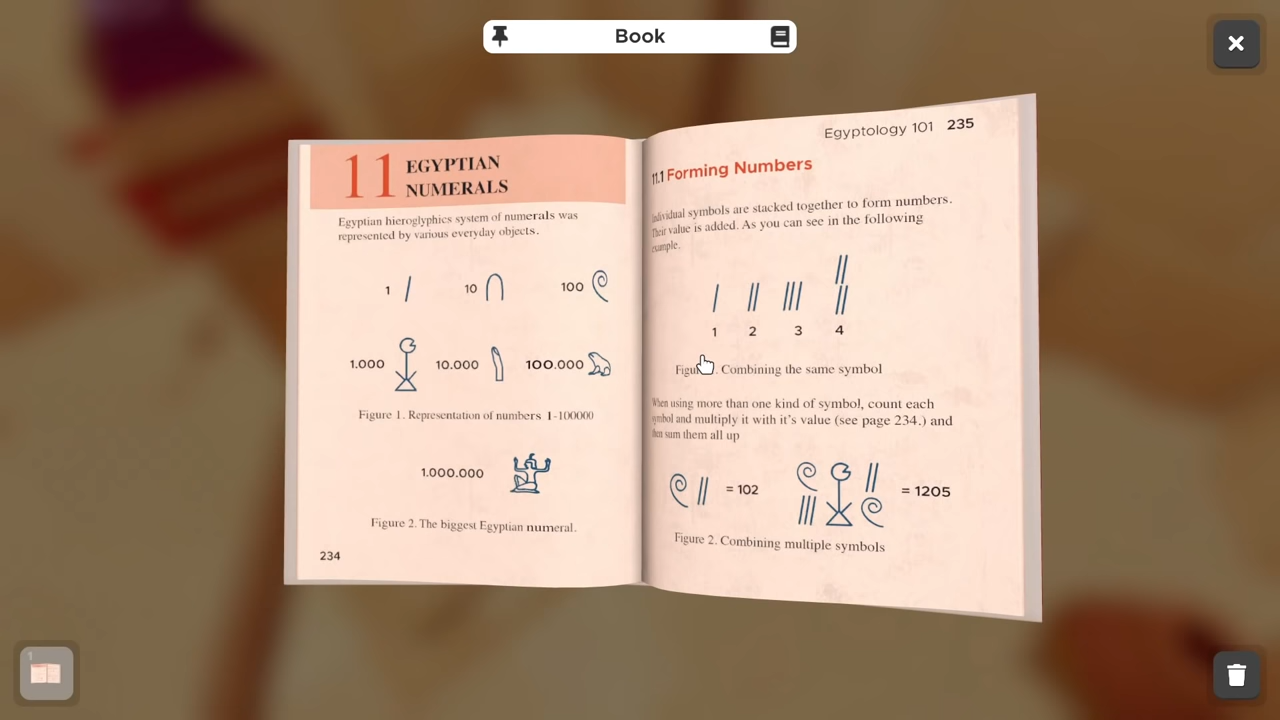 Book
11 EGYPTIAN
NUMERALS
Egyptian hieroglyphics system of numerals was
represented by various everyday objects.
1
10
100
1.000
10.000
100.000
Figure 1. Representation of numbers 1-100000
1.000.000
Figure 2. The biggest Egyptian numeral.
234
Egyptology 101 235
11.1 Forming Numbers
Individual symbols are stacked together to form numbers.
Their value is added. As you can see in the following
example.
1 2 3 4
. Combining the same symbol
When using more than one kind of symbol, count each
symbol and multiply it with it's value (see page 234.) and
then sum them all up
= 102
= 1205
Figure 2. Combining multiple symbols
1